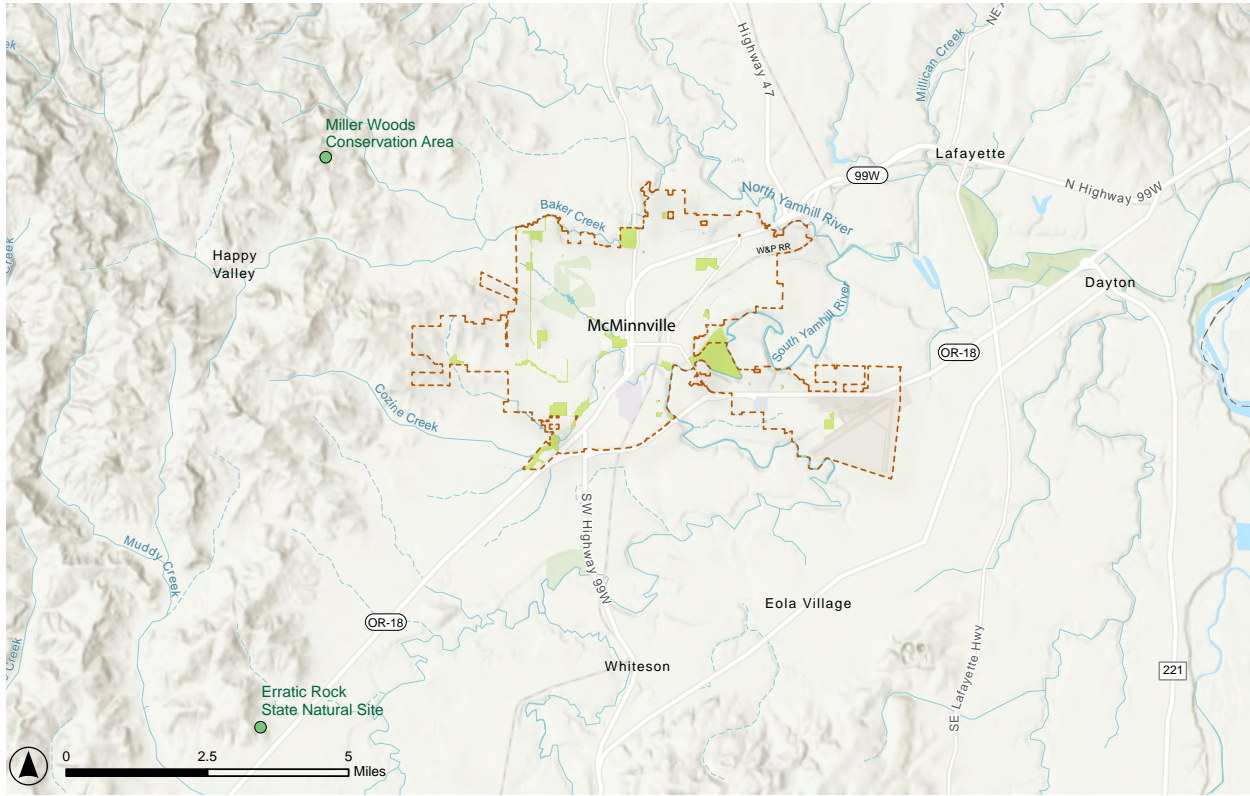 NE-A
Highway 47
Millican Creek
Miller Woods
Conservation Area
Lafayette
99W
N Highway 99W
North Yamhill River
Baker Creek
W&P RR
Happy
Valley
Dayton
McMinnville
South Yamhill River
OR-18
Cozine Creek
SW Highway 99W
Muddy Creek
Eola Village
OR-18
SE Lafayette Hwy
Whiteson
221
Creek
Erratic Rock
State Natural Site
0 2.5 5
Miles